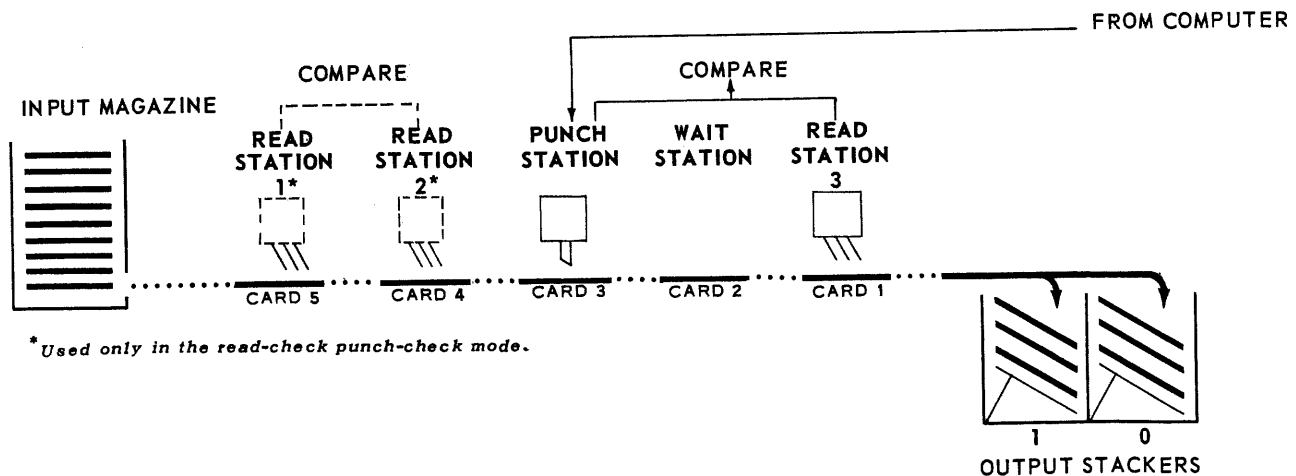 FROM COMPUTER
COMPARE
COMPARE
INPUT MAGAZINE
READ STATION 1*
READ STATION 2*
PUNCH STATION
WAIT STATION
READ STATION 3
CARD 5
CARD 4
CARD 3
CARD 2
CARD 1
*Used only in the read-check punch-check mode.
1
0
OUTPUT STACKERS